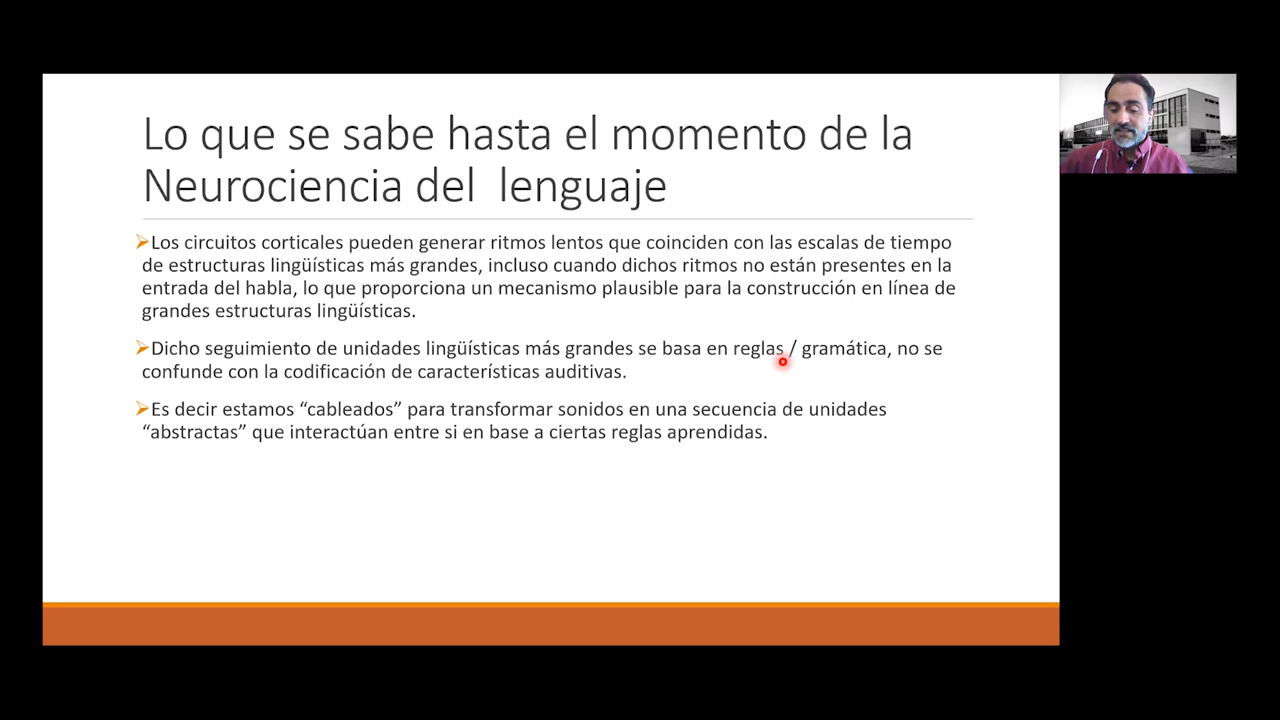 Lo que se sabe hasta el momento de la
Neurociencia del  lenguaje
Los circuitos corticales pueden generar ritmos lentos que coinciden con las escalas de tiempo
de estructuras lingüísticas más grandes, incluso cuando dichos ritmos no están presentes en la
entrada del habla, lo que proporciona un mecanismo plausible para la construcción en línea de
grandes estructuras lingüísticas.
Dicho seguimiento de unidades lingüísticas más grandes se basa en reglas / gramática, no se
confunde con la codificación de características auditivas.
Es decir estamos “cableados” para transformar sonidos en una secuencia de unidades
“abstractas” que interactúan entre si en base a ciertas reglas aprendidas.